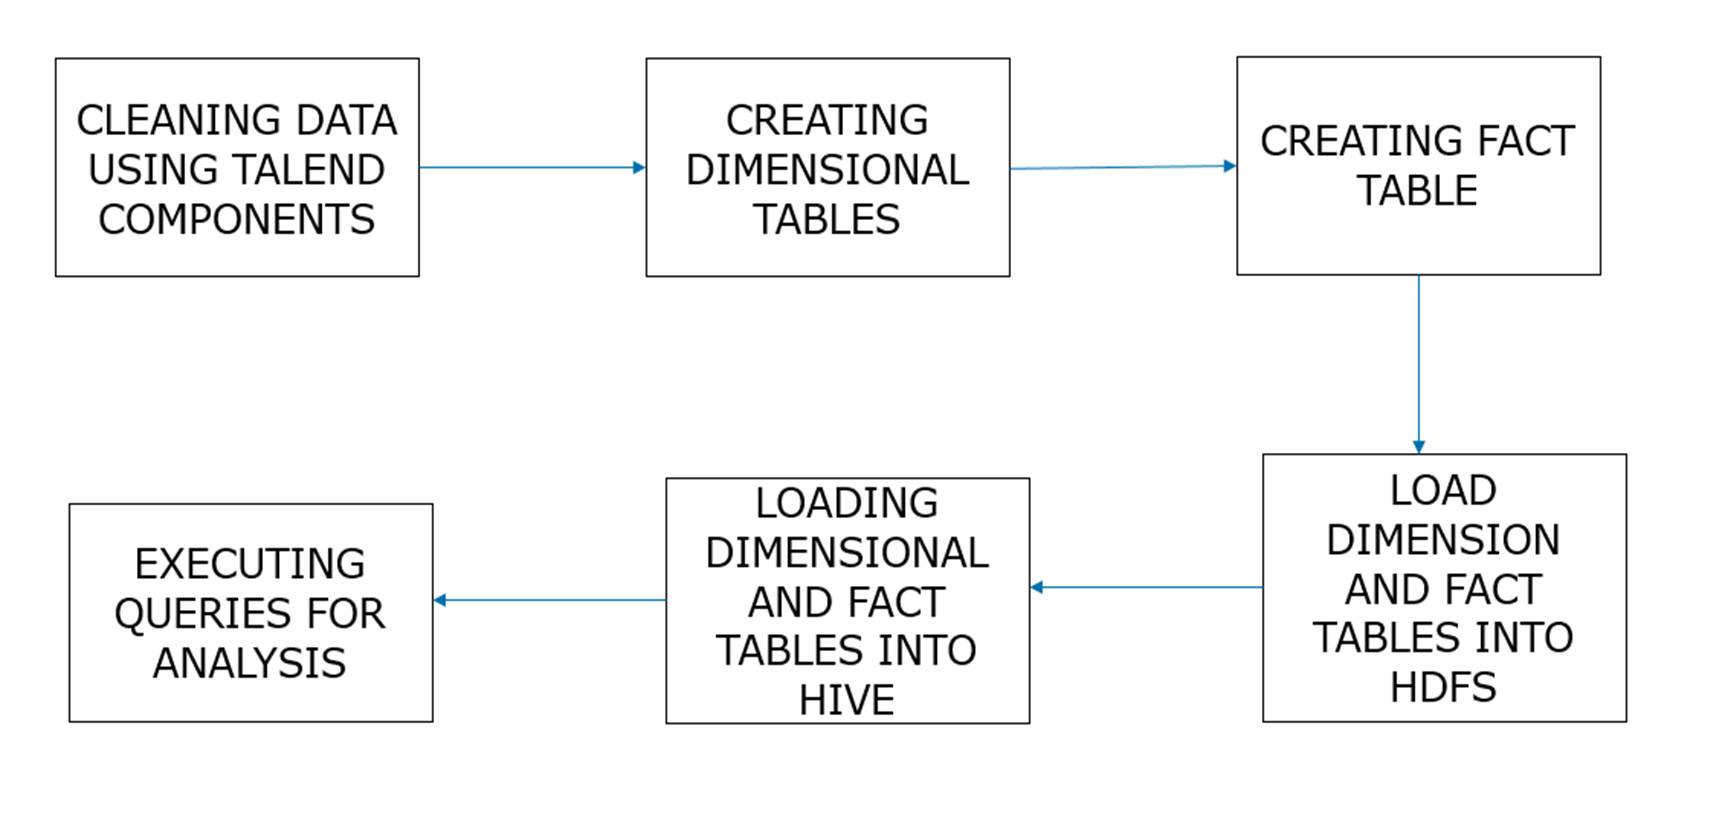 CLEANING DATA
USING TALEND
COMPONENTS
CREATING
DIMENSIONAL
TABLES
CREATING FACT
TABLE
LOAD
DIMENSION
AND FACT
TABLES INTO
HDFS
LOADING
DIMENSIONAL
AND FACT
TABLES INTO
HIVE
EXECUTING
QUERIES FOR
ANALYSIS